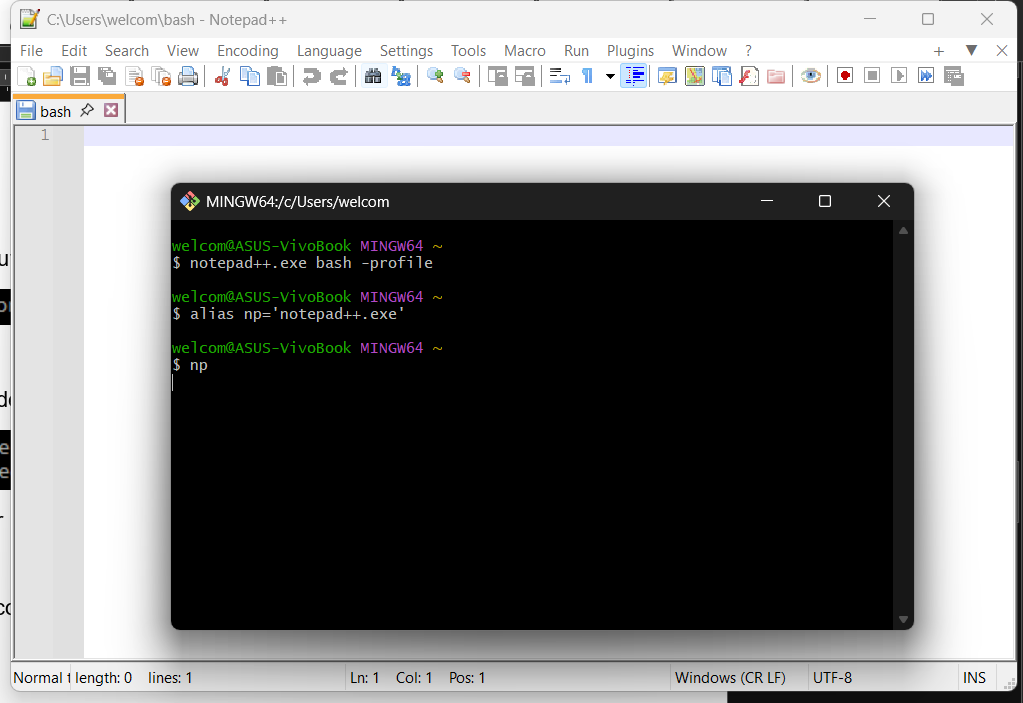 C:\Users\welcom\bash - Notepad++
File Edit Search View Encoding Language Settings Tools Macro Run Plugins Window ?
bash
1
MINGW64:/c/Users/welcom
welcom@ASUS-VivoBook MINGW64 ~
$ notepad++.exe bash -profile
welcom@ASUS-VivoBook MINGW64 ~
$ alias np='notepad++.exe'
welcom@ASUS-VivoBook MINGW64 ~
$ np
Normal length: 0 lines: 1 Ln: 1 Col: 1 Pos: 1 Windows (CR LF) UTF-8 INS